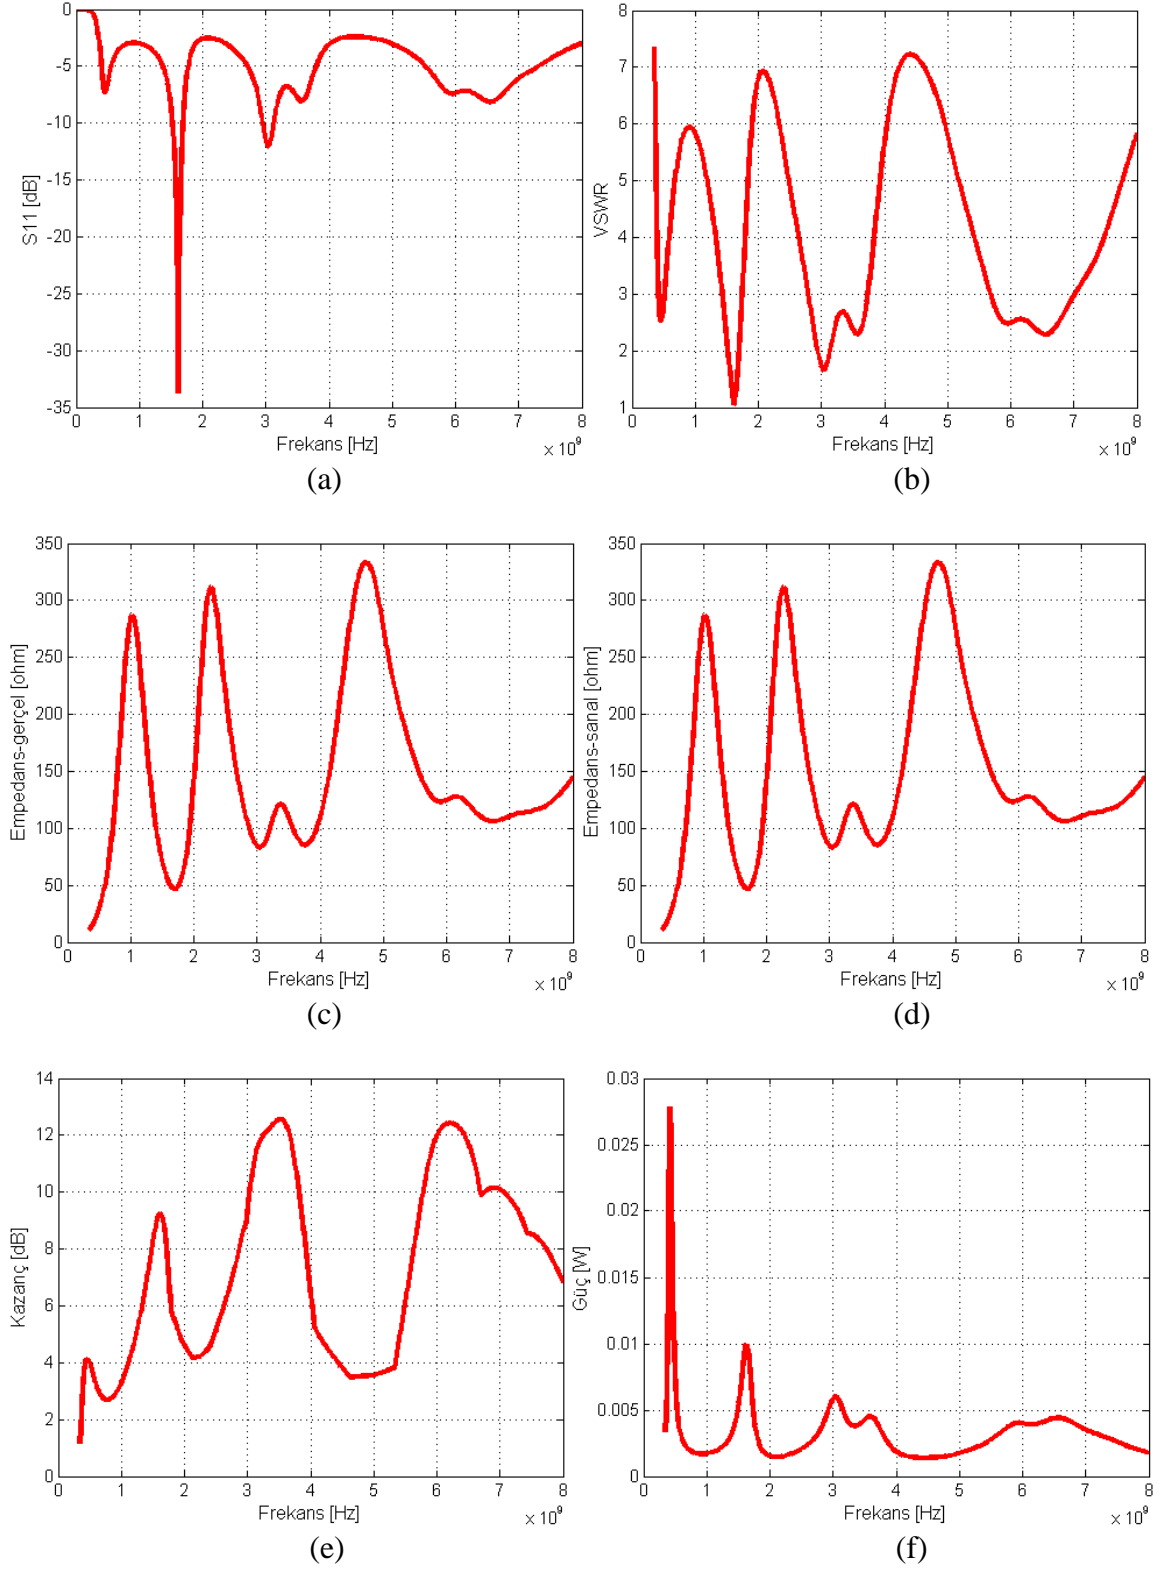 0
-5
-10
-15
-20
-25
-30
-35
S11 [dB]
0 1 2 3 4 5 6 7 8
Frekans [Hz]
x 10⁹
(a)
8
7
6
5
4
3
2
1
VSWR
0 1 2 3 4 5 6 7 8
Frekans [Hz]
x 10⁹
(b)
350
300
250
200
150
100
50
0
Empedans-gerçel [ohm]
0 1 2 3 4 5 6 7 8
Frekans [Hz]
x 10⁹
(c)
350
300
250
200
150
100
50
0
Empedans-sanal [ohm]
0 1 2 3 4 5 6 7 8
Frekans [Hz]
x 10⁹
(d)
14
12
10
8
6
4
2
0
Kazanç [dB]
0 1 2 3 4 5 6 7 8
Frekans [Hz]
x 10⁹
(e)
0.03
0.025
0.02
0.015
0.01
0.005
0
Güç [W]
0 1 2 3 4 5 6 7 8
Frekans [Hz]
x 10⁹
(f)